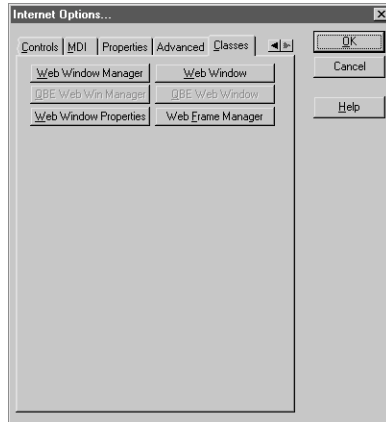 Internet Options...
Controls MDI Properties Advanced Classes
OK
Cancel
Help
Web Window Manager Web Window
QBE Web Win Manager QBE Web Window
Web Window Properties Web Frame Manager